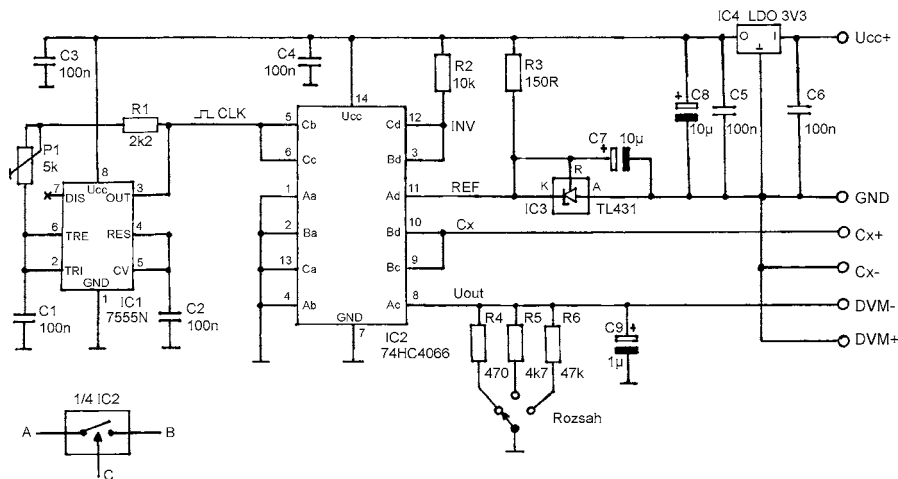 IC4 LDO 3V3
O I
Ucc+
C3
100n
C4
100n
R2
10k
R3
150R
C8
10µ
C5
100n
C6
100n
R1
2k2
CLK
P1
5k
14
Ucc
5 Cb
6 Cc
1 Aa
2 Ba
13 Ca
4 Ab
Cd 12
Bd 3
INV
Ad 11 REF
Bd 10 Cx
Bc 9
Ac 8 Uout
GND
7
IC2
74HC4066
C7 10µ
+
K R A
IC3 TL431
GND
Cx+
Cx-
DVM-
DVM+
8
Ucc
7 DIS OUT 3
6 TRE RES 4
2 TRI CV 5
GND
1
IC1
7555N
C1
100n
C2
100n
R4 R5 R6
470 4k7 47k
C9
+
1µ
Rozsah
1/4 IC2
A B
C